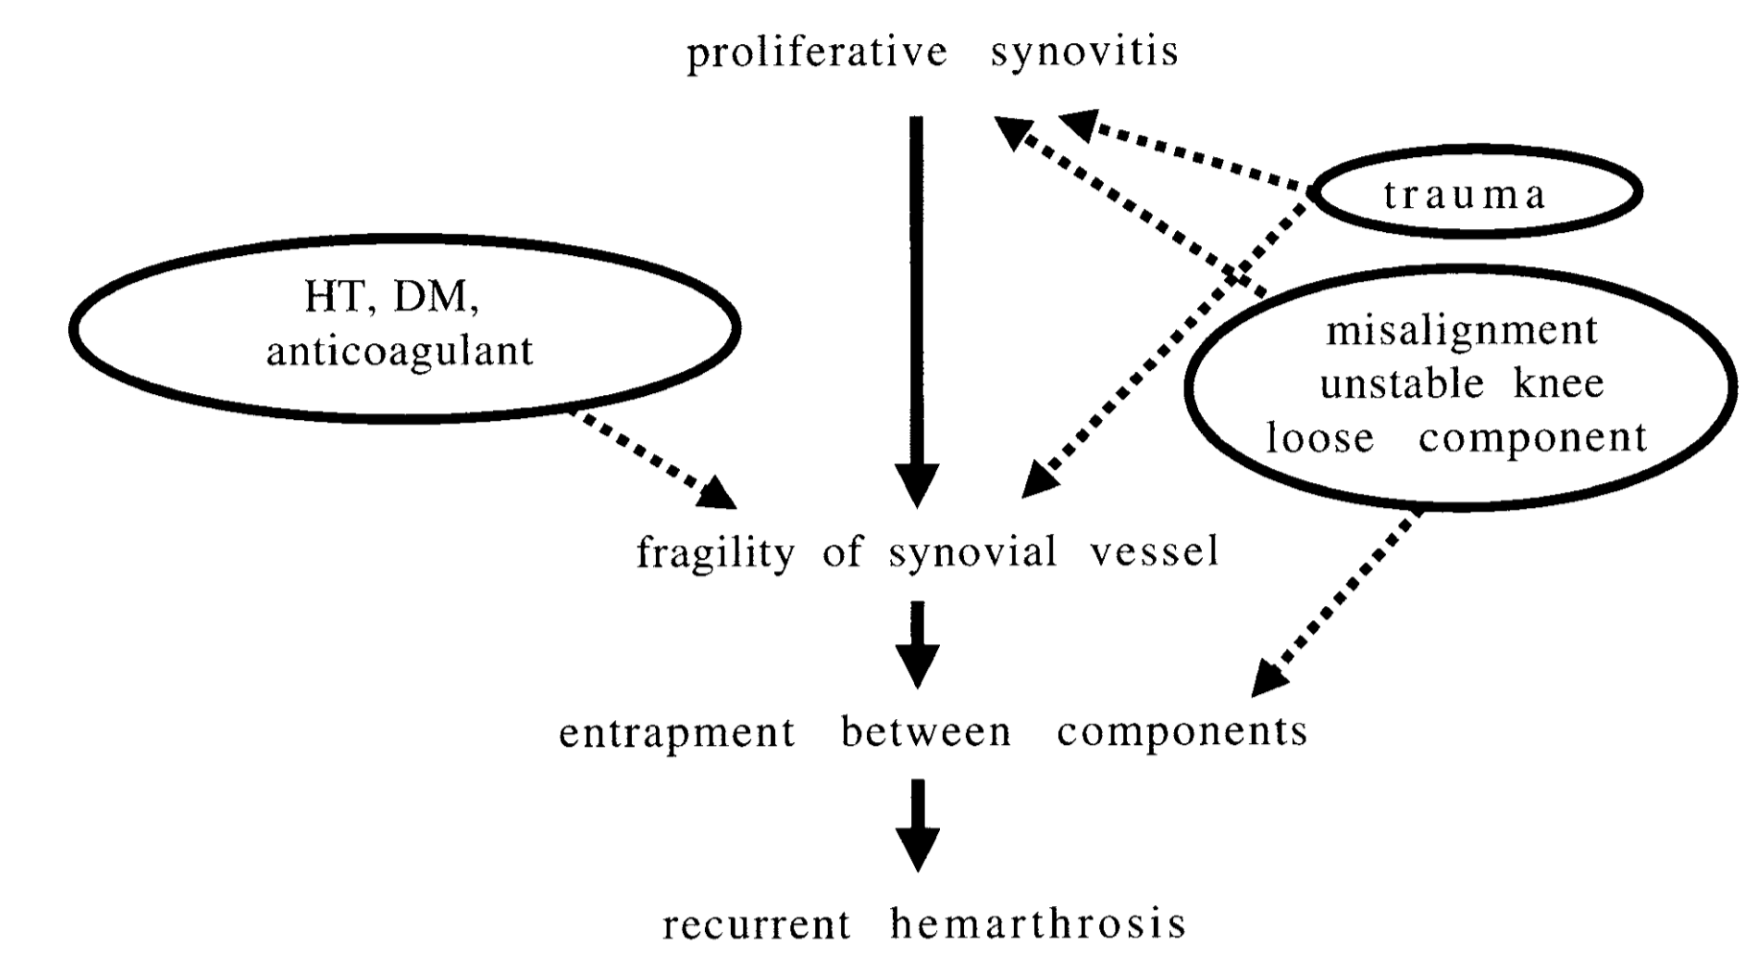 proliferative synovitis
trauma
HT, DM,
anticoagulant
misalignment
unstable knee
loose component
fragility of synovial vessel
entrapment between components
recurrent hemarthrosis